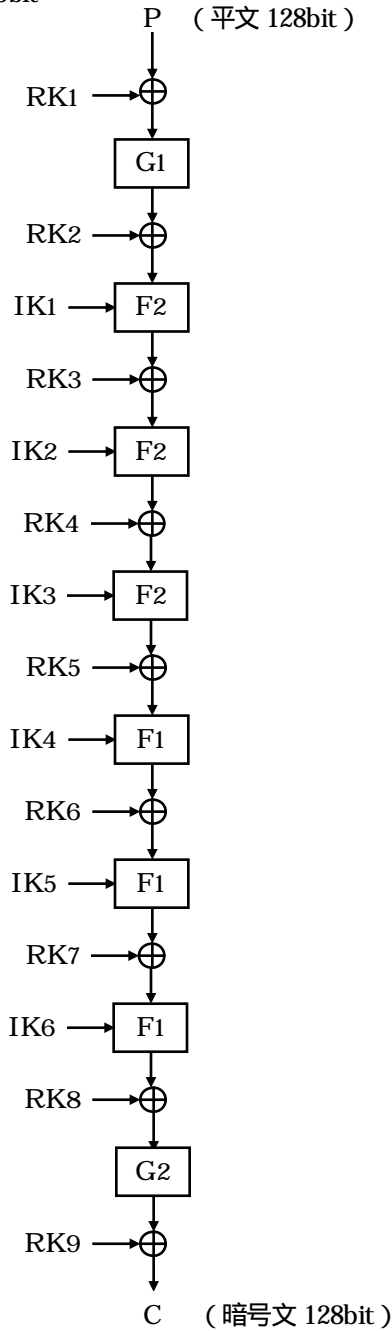 P （平文 128bit）
RK1
G1
RK2
IK1 F2
RK3
IK2 F2
RK4
IK3 F2
RK5
IK4 F1
RK6
IK5 F1
RK7
IK6 F1
RK8
G2
RK9
C （暗号文 128bit）